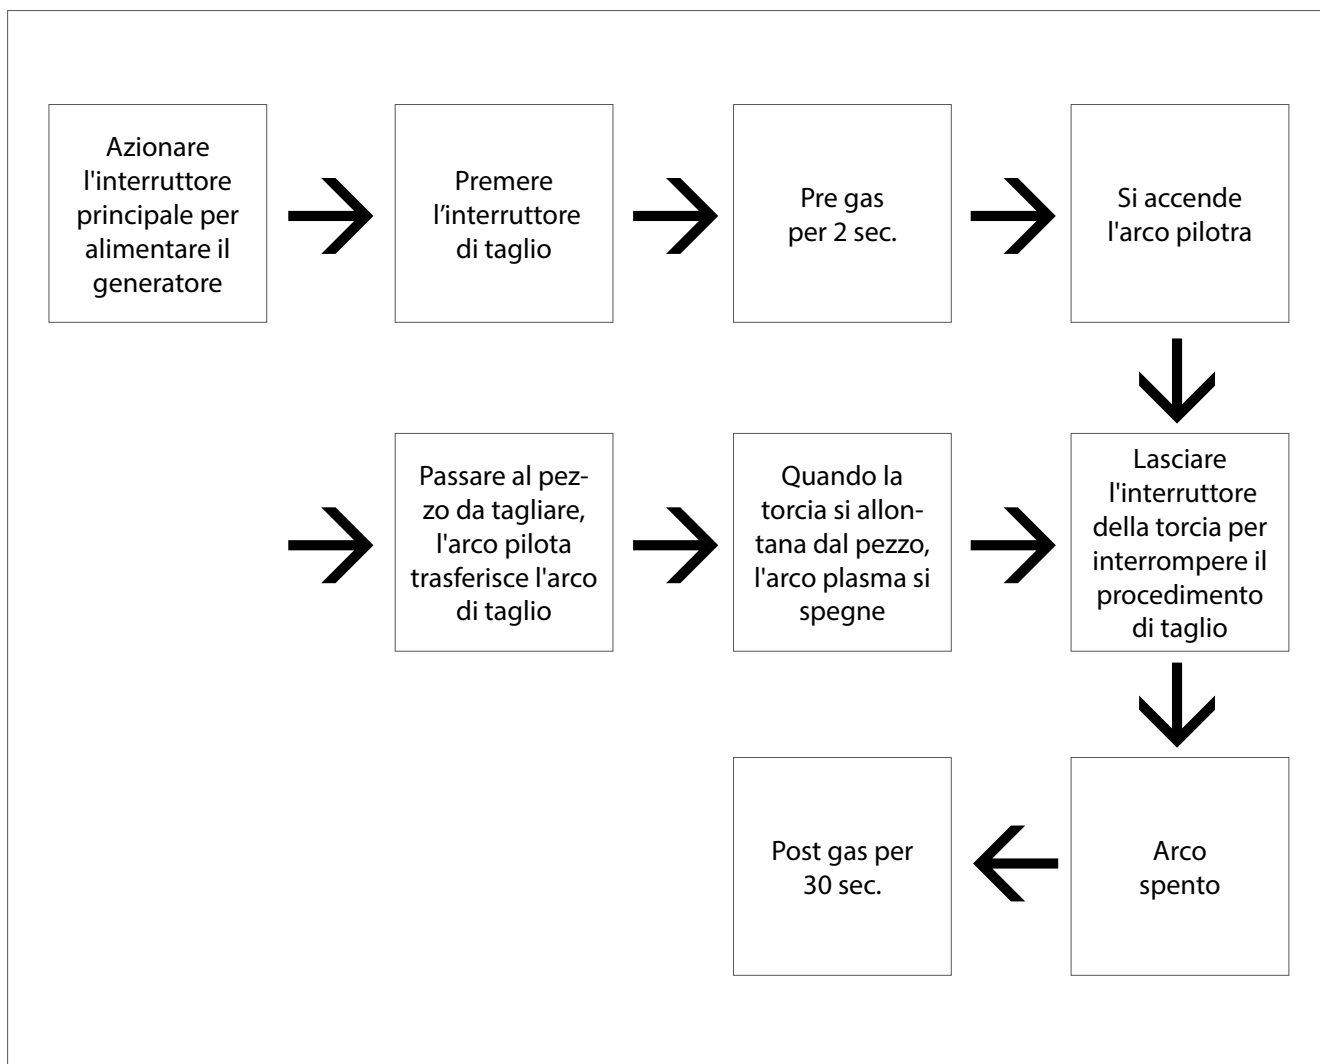 Azionare
l'interruttore
principale per
alimentare il
generatore
Premere
l’interruttore
di taglio
Pre gas
per 2 sec.
Si accende
l'arco pilotra
Passare al pez-
zo da tagliare,
l'arco pilota
trasferisce l'arco
di taglio
Quando la
torcia si allon-
tana dal pezzo,
l'arco plasma si
spegne
Lasciare
l'interruttore
della torcia per
interrompere il
procedimento
di taglio
Post gas per
30 sec.
Arco
spento